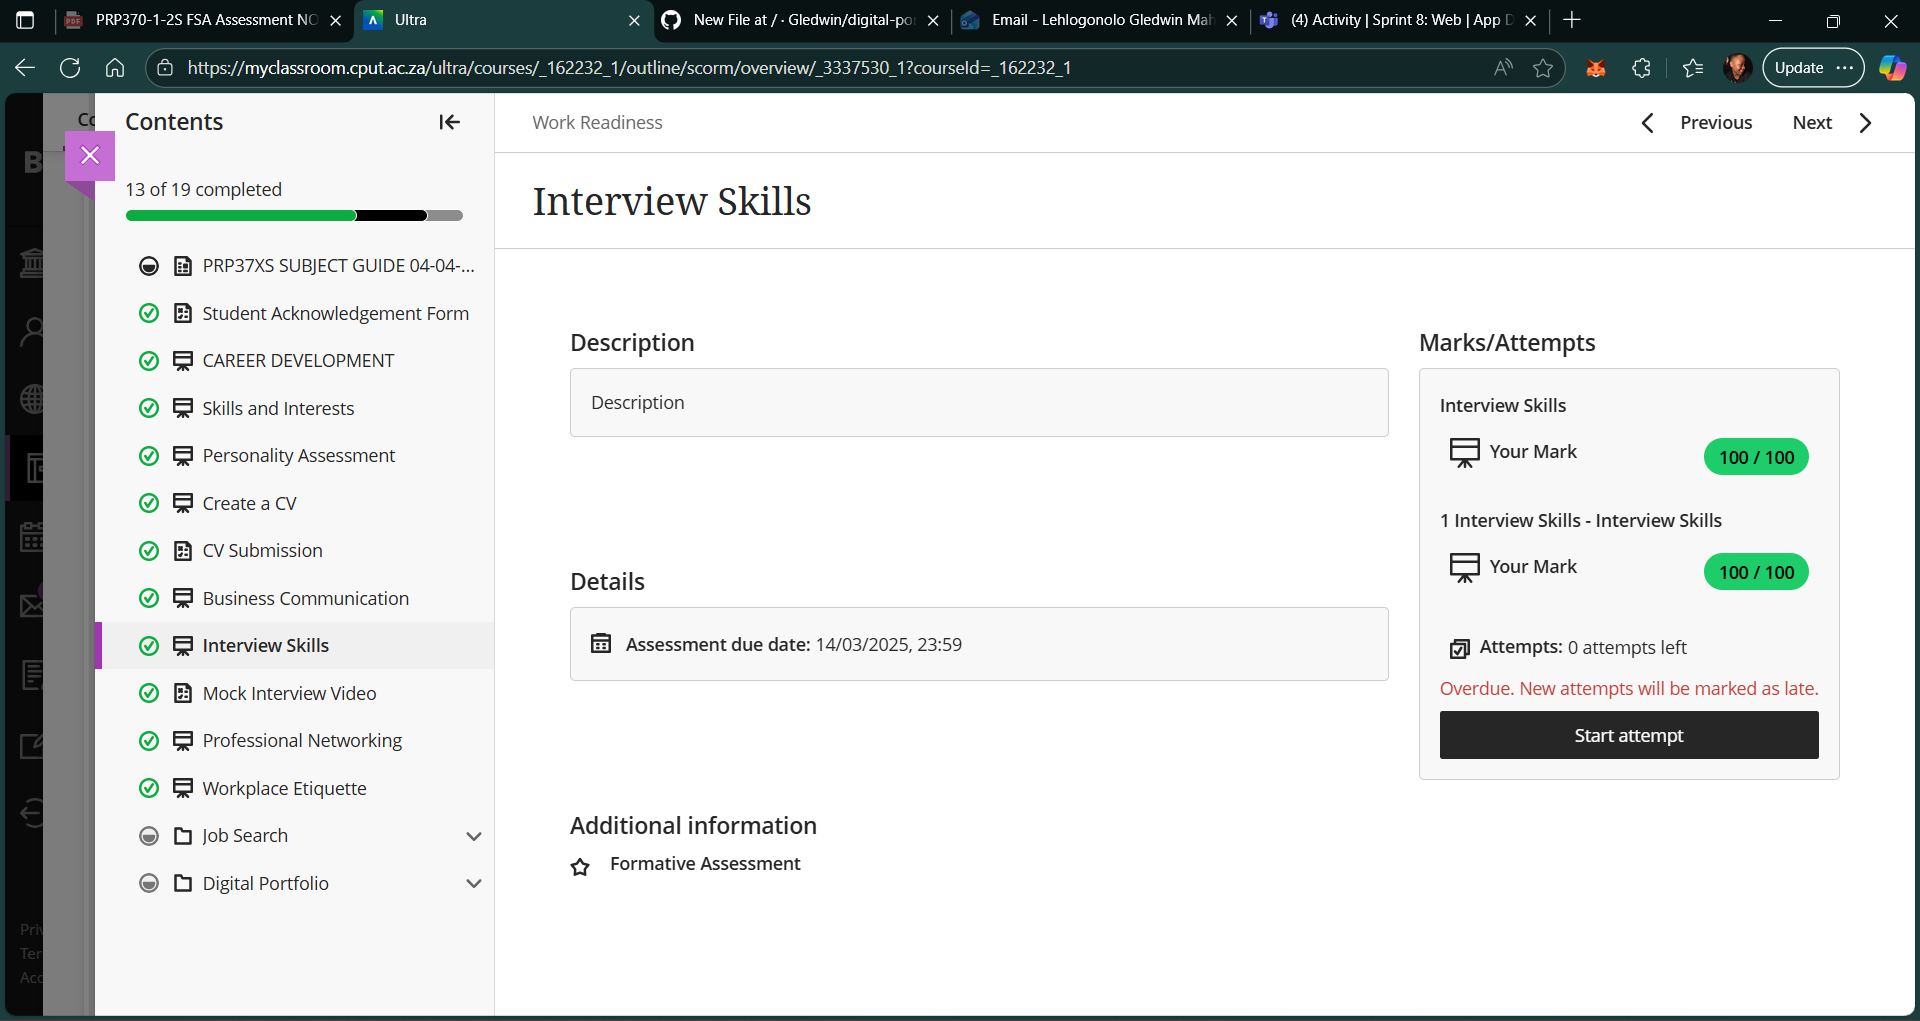 PRP370-1-2S FSA Assessment NO
Ultra
New File at / · Gledwin/digital-po
Email - Lehlogonolo Gledwin Mah
(4) Activity | Sprint 8: Web | App D
https://myclassroom.cput.ac.za/ultra/courses/_162232_1/outline/scorm/overview/_3337530_1?courseId=_162232_1
Update
Contents
13 of 19 completed
PRP37XS SUBJECT GUIDE 04-04-...
Student Acknowledgement Form
CAREER DEVELOPMENT
Skills and Interests
Personality Assessment
Create a CV
CV Submission
Business Communication
Interview Skills
Mock Interview Video
Professional Networking
Workplace Etiquette
Job Search
Digital Portfolio
Work Readiness
Previous
Next
Interview Skills
Description
Description
Details
Assessment due date: 14/03/2025, 23:59
Additional information
Formative Assessment
Marks/Attempts
Interview Skills
Your Mark
100 / 100
1 Interview Skills - Interview Skills
Your Mark
100 / 100
Attempts: 0 attempts left
Overdue. New attempts will be marked as late.
Start attempt